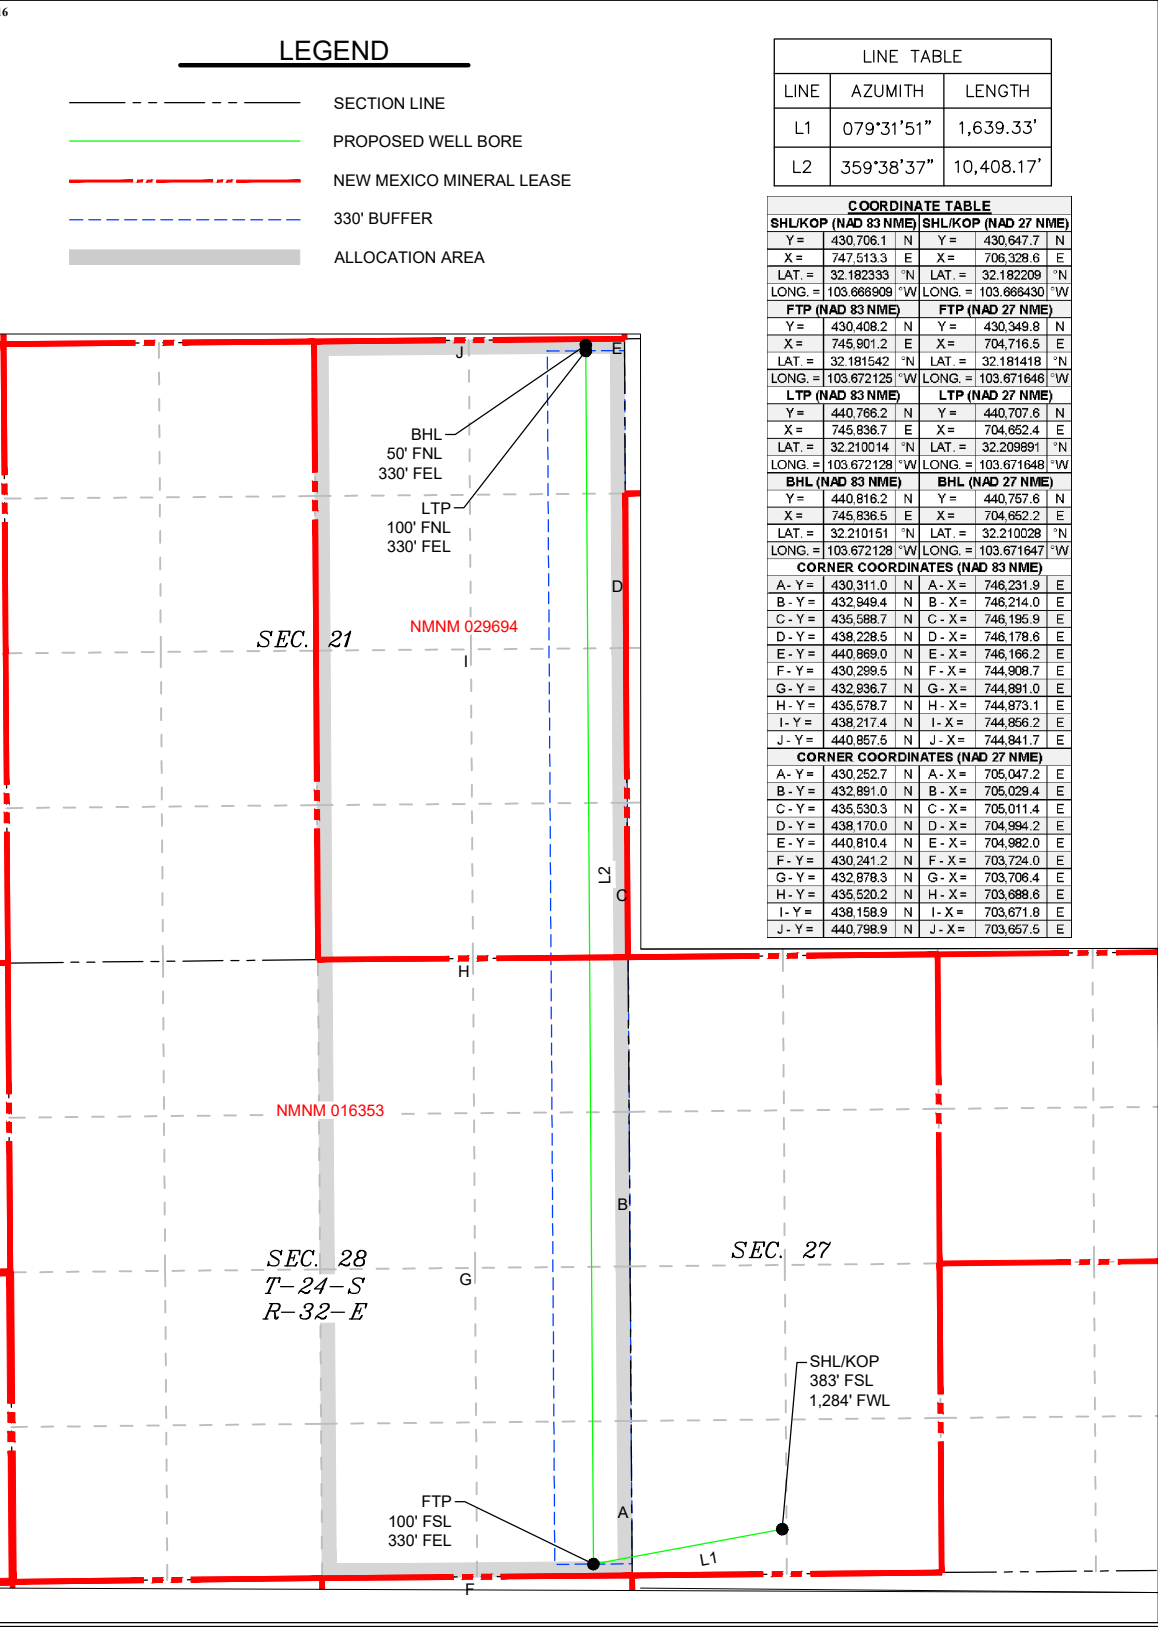 16
LEGEND
SECTION LINE
PROPOSED WELL BORE
NEW MEXICO MINERAL LEASE
330' BUFFER
ALLOCATION AREA
LINE TABLE
LINE AZUMITH LENGTH
L1 079°31'51" 1,639.33'
L2 359°38'37" 10,408.17'
COORDINATE TABLE
SHL/KOP (NAD 83 NME) SHL/KOP (NAD 27 NME)
Y = 430,706.1 N Y = 430,647.7 N
X = 747,513.3 E X = 706,328.6 E
LAT. = 32.182333 °N LAT. = 32.182209 °N
LONG. = 103.666909 °W LONG. = 103.666430 °W
FTP (NAD 83 NME) FTP (NAD 27 NME)
Y = 430,408.2 N Y = 430,349.8 N
X = 745,901.2 E X = 704,716.5 E
LAT. = 32.181542 °N LAT. = 32.181418 °N
LONG. = 103.672125 °W LONG. = 103.671646 °W
LTP (NAD 83 NME) LTP (NAD 27 NME)
Y = 440,766.2 N Y = 440,707.6 N
X = 745,836.7 E X = 704,652.4 E
LAT. = 32.210014 °N LAT. = 32.209891 °N
LONG. = 103.672128 °W LONG. = 103.671648 °W
BHL (NAD 83 NME) BHL (NAD 27 NME)
Y = 440,816.2 N Y = 440,757.6 N
X = 745,836.5 E X = 704,652.2 E
LAT. = 32.210151 °N LAT. = 32.210028 °N
LONG. = 103.672128 °W LONG. = 103.671647 °W
CORNER COORDINATES (NAD 83 NME)
A - Y = 430,311.0 N A - X = 746,231.9 E
B - Y = 432,949.4 N B - X = 746,214.0 E
C - Y = 435,588.7 N C - X = 746,195.9 E
D - Y = 438,228.5 N D - X = 746,178.6 E
E - Y = 440,869.0 N E - X = 746,166.2 E
F - Y = 430,299.5 N F - X = 744,908.7 E
G - Y = 432,936.7 N G - X = 744,891.0 E
H - Y = 435,578.7 N H - X = 744,873.1 E
I - Y = 438,217.4 N I - X = 744,856.2 E
J - Y = 440,857.5 N J - X = 744,841.7 E
CORNER COORDINATES (NAD 27 NME)
A - Y = 430,252.7 N A - X = 705,047.2 E
B - Y = 432,891.0 N B - X = 705,029.4 E
C - Y = 435,530.3 N C - X = 705,011.4 E
D - Y = 438,170.0 N D - X = 704,994.2 E
E - Y = 440,810.4 N E - X = 704,982.0 E
F - Y = 430,241.2 N F - X = 703,724.0 E
G - Y = 432,878.3 N G - X = 703,706.4 E
H - Y = 435,520.2 N H - X = 703,688.6 E
I - Y = 438,158.9 N I - X = 703,671.8 E
J - Y = 440,798.9 N J - X = 703,657.5 E
J
E
BHL
50' FNL
330' FEL
LTP
100' FNL
330' FEL
D
NMNM 029694
SEC. 21
I
L2
C
H
NMNM 016353
B
SEC. 27
SEC. 28
T-24-S
R-32-E
G
SHL/KOP
383' FSL
1,284' FWL
FTP
100' FSL
330' FEL
A
L1
F